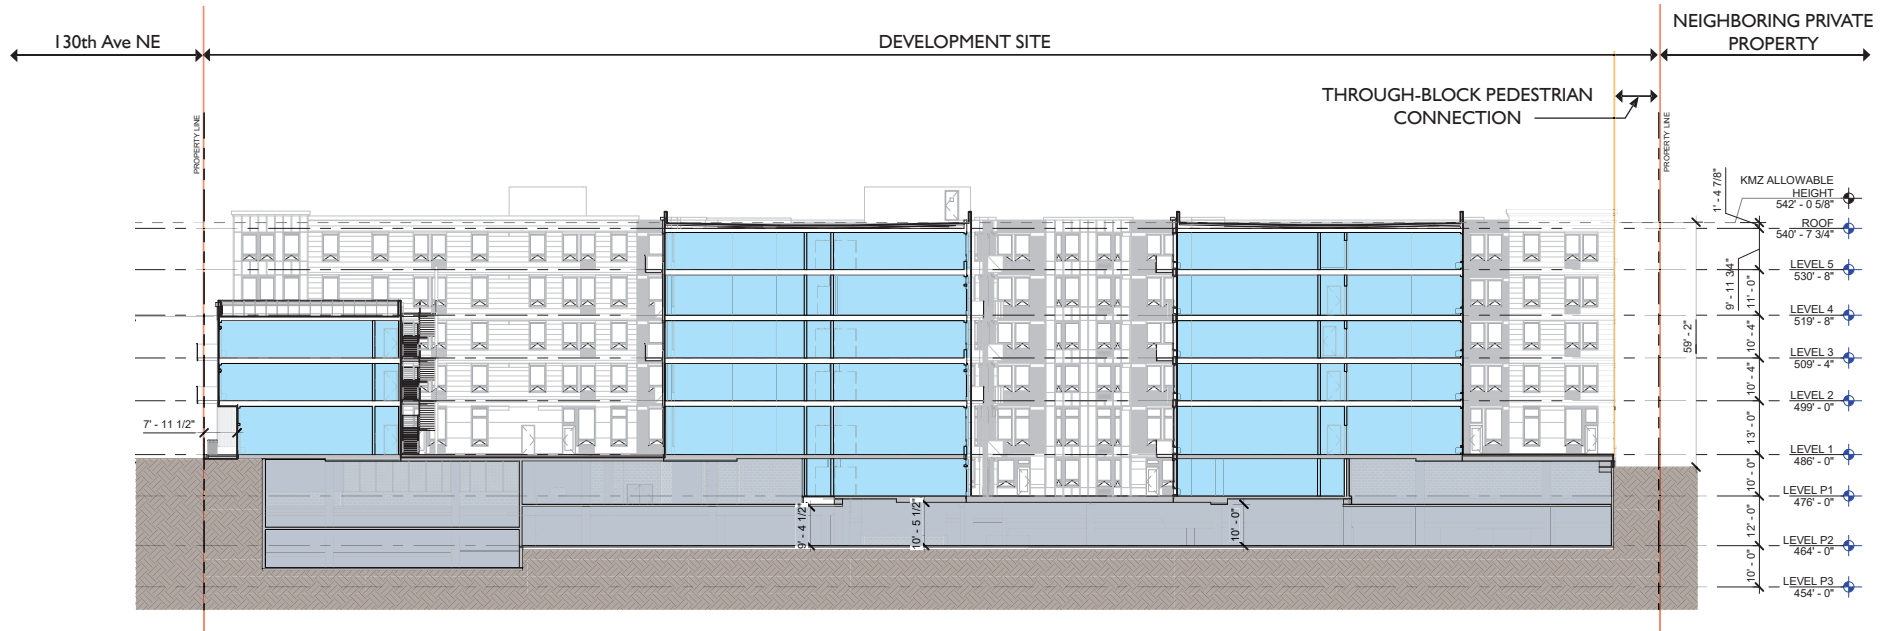 130th Ave NE
DEVELOPMENT SITE
NEIGHBORING PRIVATE
PROPERTY
THROUGH-BLOCK PEDESTRIAN
CONNECTION
PROPERTY LINE
PROPERTY LINE
1' - 4 7/8"
KMZ ALLOWABLE
HEIGHT
542' - 0 5/8"
ROOF
540' - 7 3/4"
9' - 11 3/4"
LEVEL 5
530' - 8"
11' - 0"
LEVEL 4
519' - 8"
59' - 2"
10' - 4"
LEVEL 3
509' - 4"
10' - 4"
LEVEL 2
499' - 0"
7' - 11 1/2"
13' - 0"
LEVEL 1
486' - 0"
10' - 0"
LEVEL P1
476' - 0"
9' - 4 1/2"
10' - 5 1/2"
10' - 0"
12' - 0"
LEVEL P2
464' - 0"
10' - 0"
LEVEL P3
454' - 0"